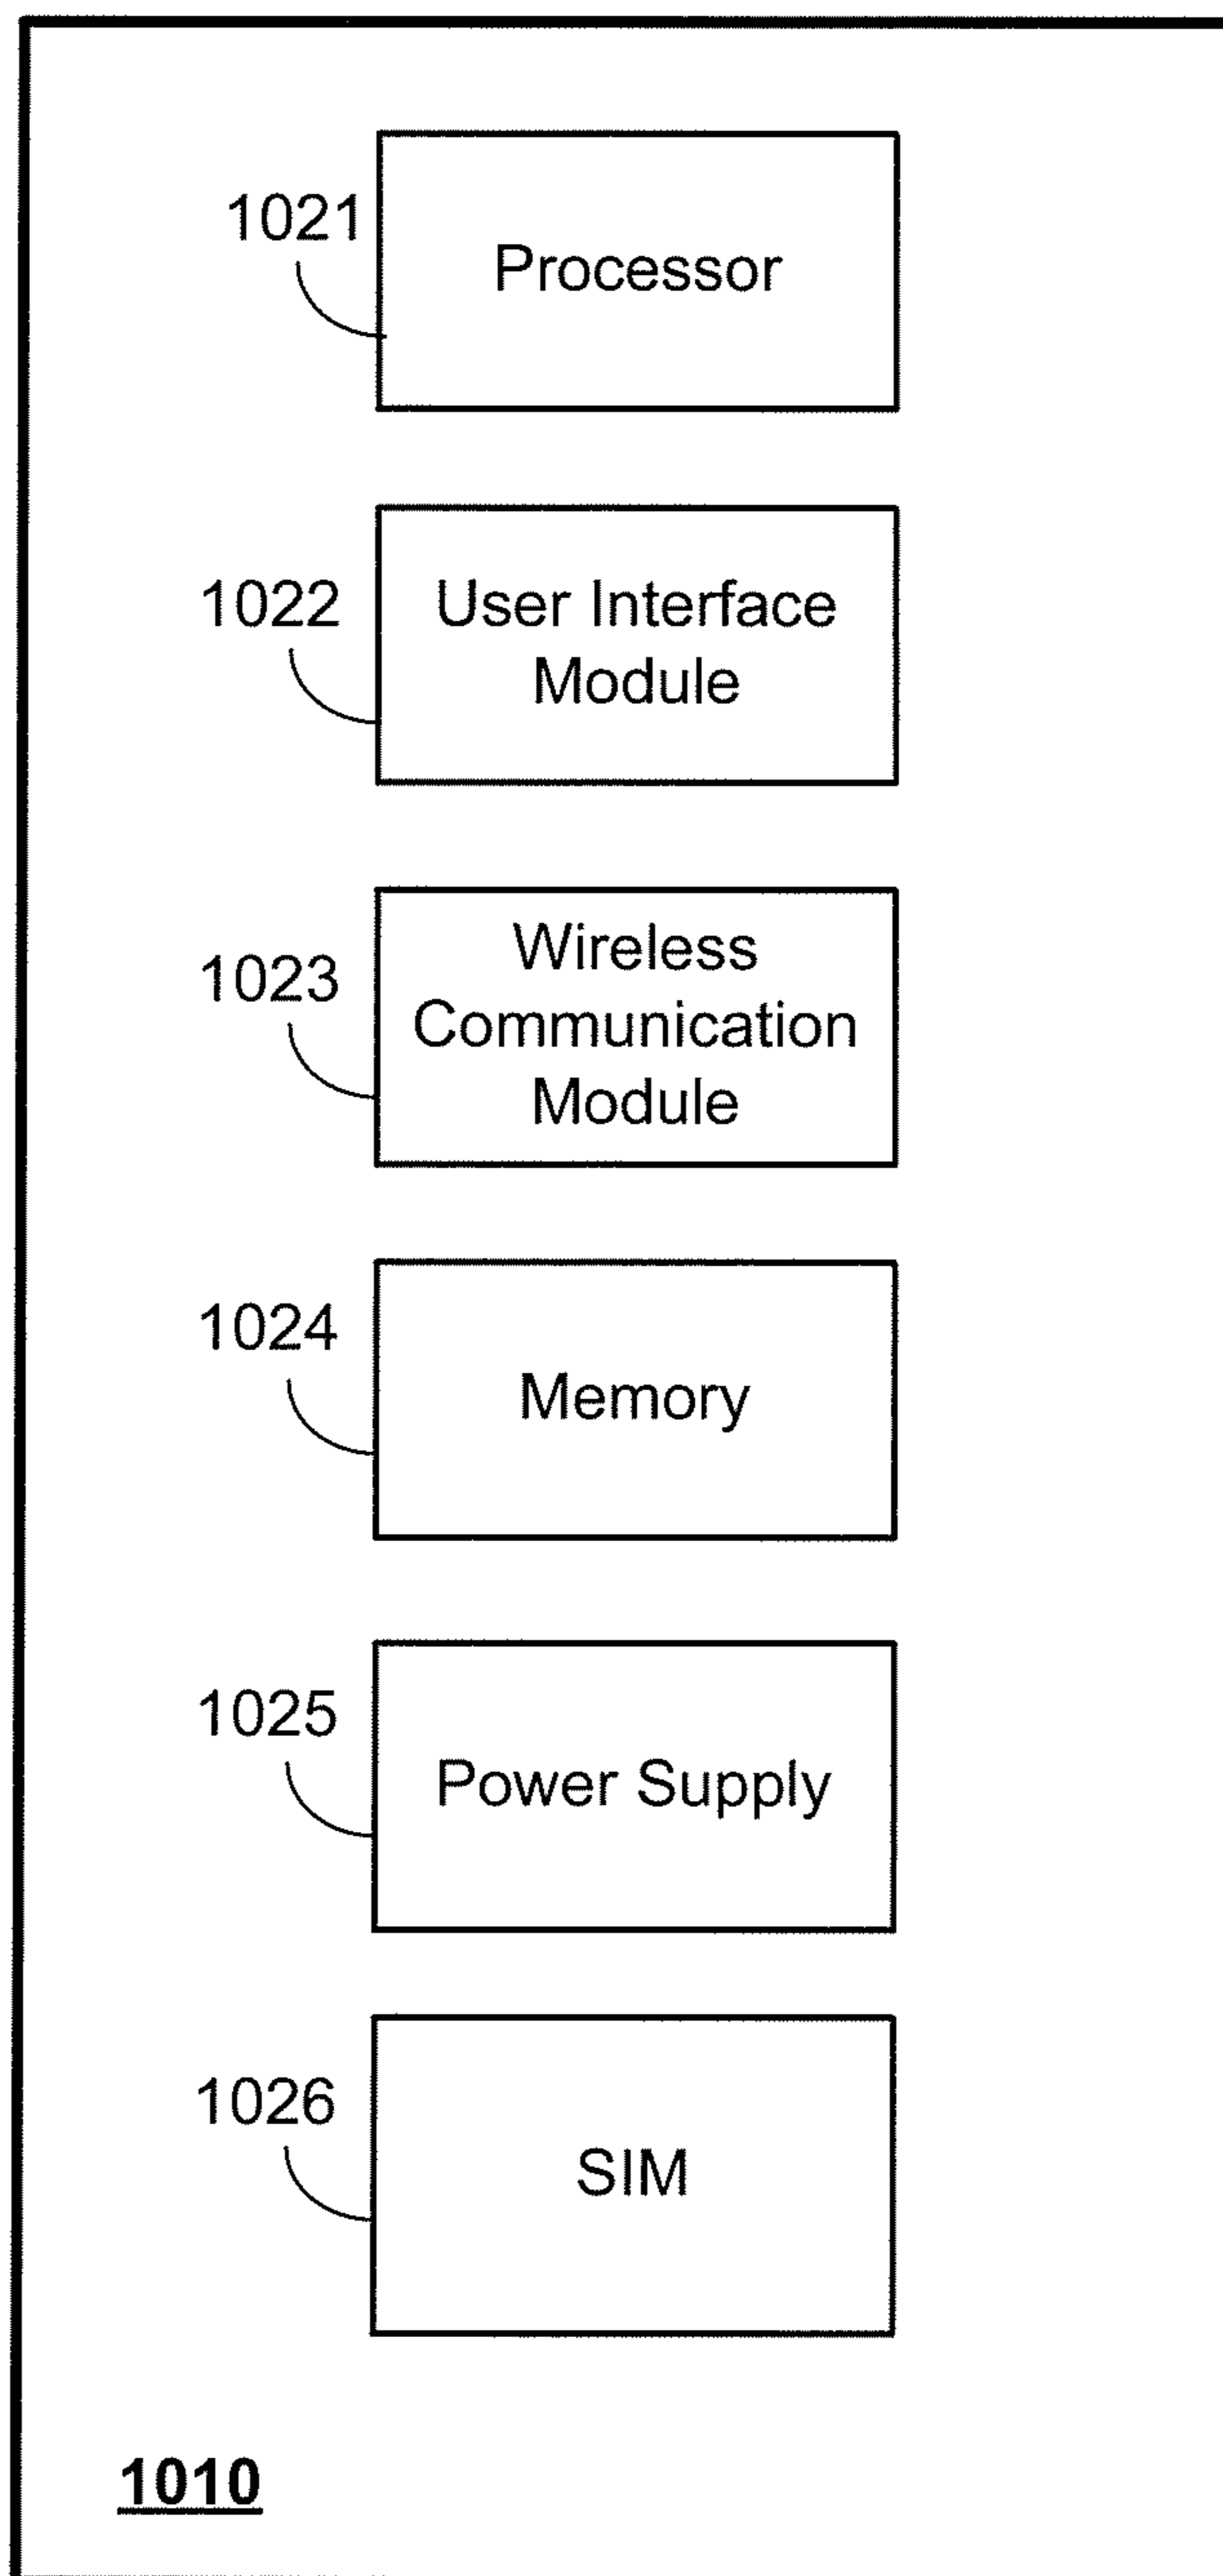 1021
Processor
1022
User Interface
Module
1023
Wireless
Communication
Module
1024
Memory
1025
Power Supply
1026
SIM
1010